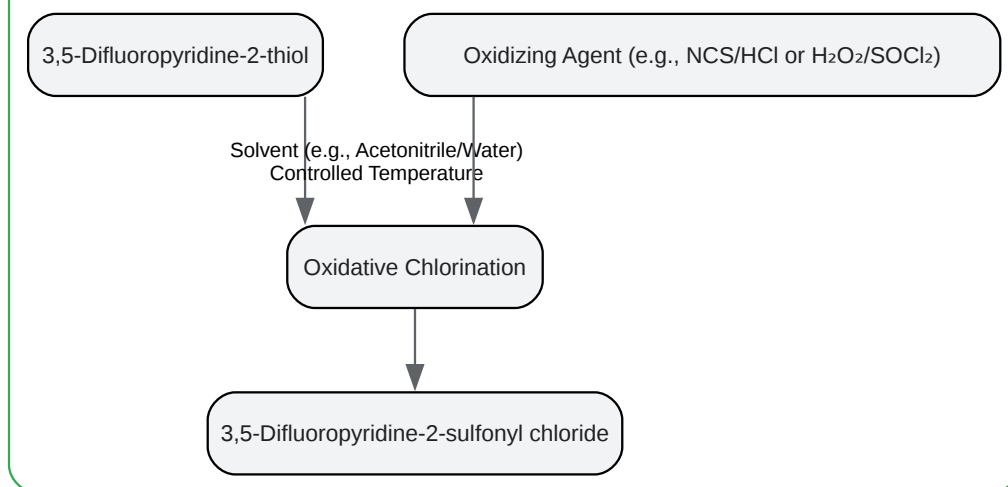 3,5-Difluoropyridine-2-thiol
Oxidizing Agent (e.g., NCS/HCl or H₂O₂/SOCl₂)
Solvent (e.g., Acetonitrile/Water)
Controlled Temperature
Oxidative Chlorination
3,5-Difluoropyridine-2-sulfonyl chloride